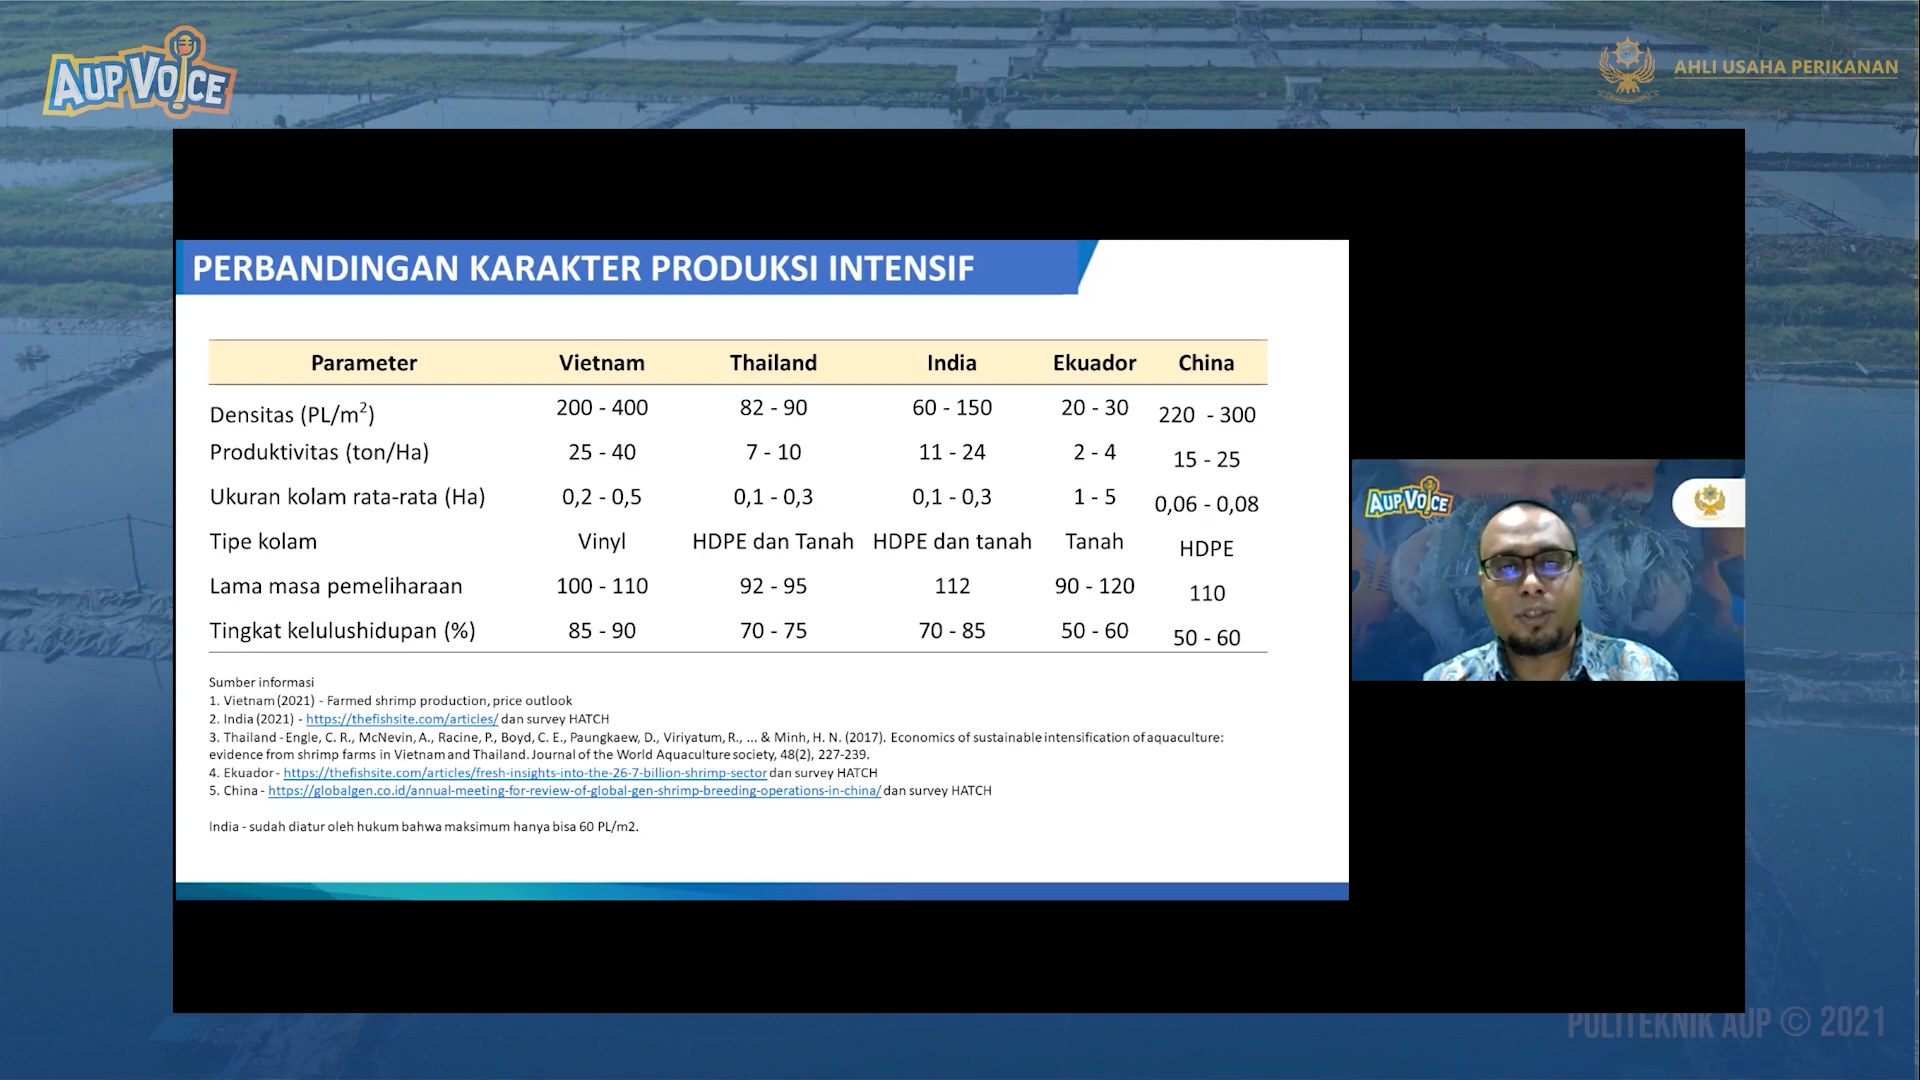 AUP VOICE
AHLI USAHA PERIKANAN
PERBANDINGAN KARAKTER PRODUKSI INTENSIF
Parameter Vietnam Thailand India Ekuador China
Densitas (PL/m²) 200 - 400 82 - 90 60 - 150 20 - 30 220 - 300
Produktivitas (ton/Ha) 25 - 40 7 - 10 11 - 24 2 - 4 15 - 25
Ukuran kolam rata-rata (Ha) 0,2 - 0,5 0,1 - 0,3 0,1 - 0,3 1 - 5 0,06 - 0,08
Tipe kolam Vinyl HDPE dan Tanah HDPE dan tanah Tanah HDPE
Lama masa pemeliharaan 100 - 110 92 - 95 112 90 - 120 110
Tingkat kelulushidupan (%) 85 - 90 70 - 75 70 - 85 50 - 60 50 - 60
Sumber informasi
1. Vietnam (2021) - Farmed shrimp production, price outlook
2. India (2021) - https://thefishsite.com/articles/ dan survey HATCH
3. Thailand - Engle, C. R., McNevin, A., Racine, P., Boyd, C. E., Paungkaew, D., Viriyatum, R., ... & Minh, H. N. (2017). Economics of sustainable intensification of aquaculture:
evidence from shrimp farms in Vietnam and Thailand. Journal of the World Aquaculture society, 48(2), 227-239.
4. Ekuador - https://thefishsite.com/articles/fresh-insights-into-the-26-7-billion-shrimp-sector dan survey HATCH
5. China - https://globalgen.co.id/annual-meeting-for-review-of-global-gen-shrimp-breeding-operations-in-china/ dan survey HATCH
India - sudah diatur oleh hukum bahwa maksimum hanya bisa 60 PL/m2.
AUP VOICE
POLITEKNIK AUP © 2021